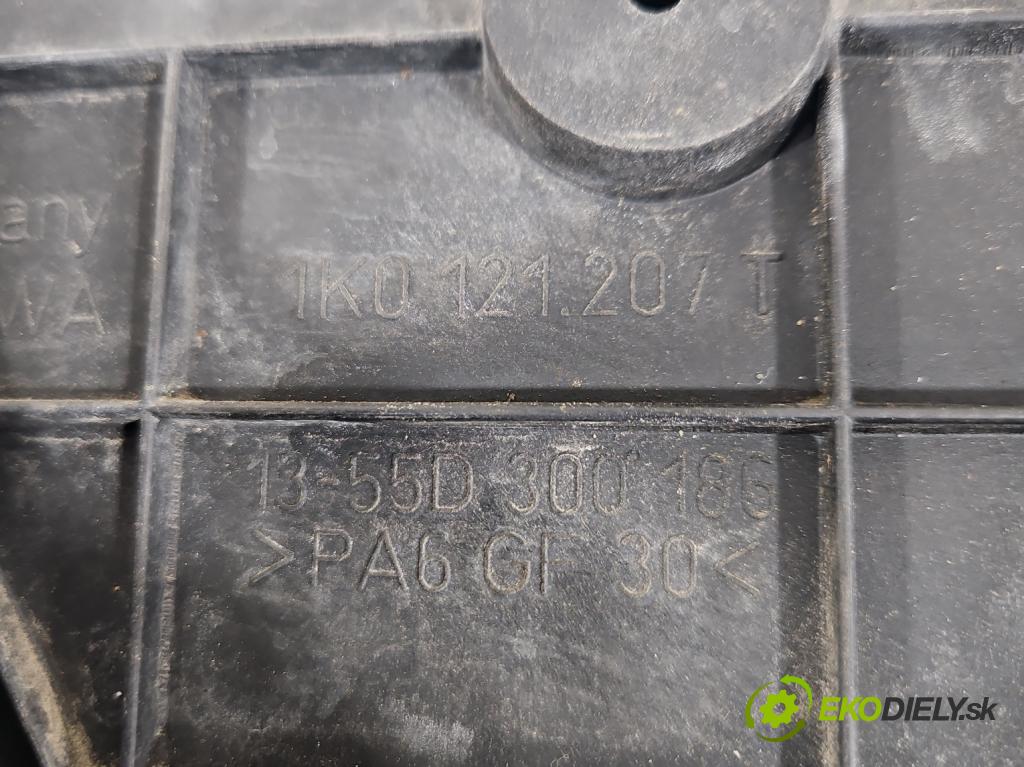 any
WA
1K0 121.207 T
13-55D 300 18G
>PA6 GF 30<
EKODIELY.sk